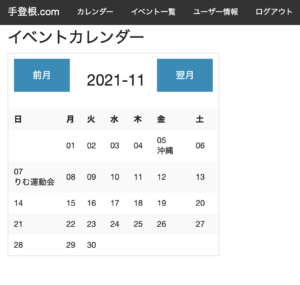 手登根.com カレンダー イベント一覧 ユーザー情報 ログアウト
イベントカレンダー
前月 2021-11 翌月
日 月 火 水 木 金 土
01 02 03 04 05 06
沖縄
07 08 09 10 11 12 13
りむ運動会
14 15 16 17 18 19 20
21 22 23 24 25 26 27
28 29 30